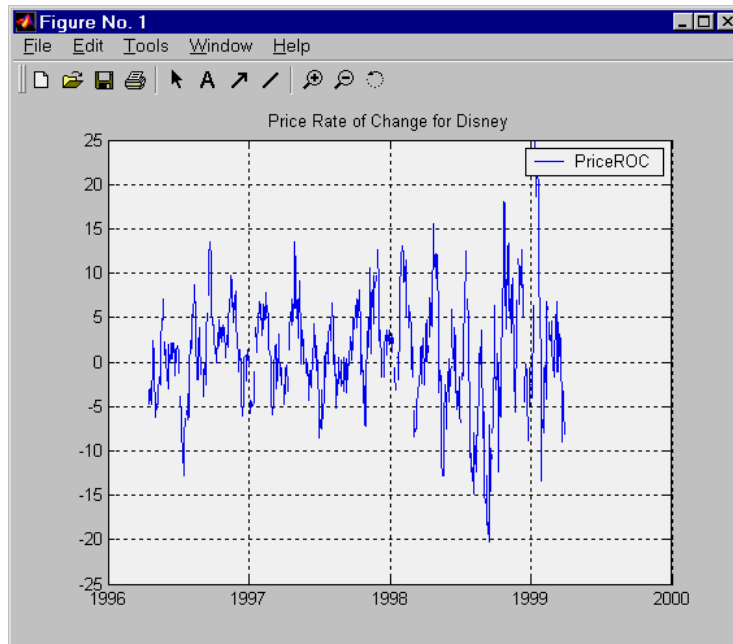 Figure No. 1
File Edit Tools Window Help
A
Price Rate of Change for Disney
PriceROC
25
20
15
10
5
0
-5
-10
-15
-20
-25
1996 1997 1998 1999 2000